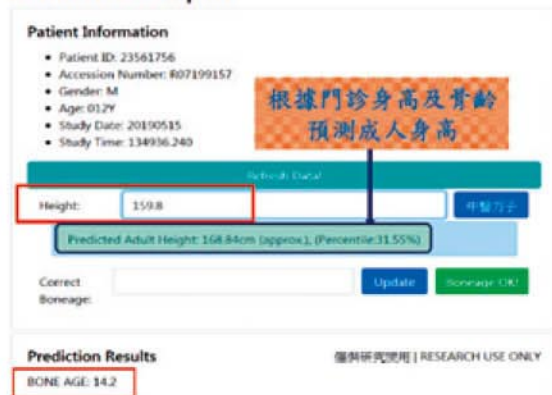 Patient Information
Patient ID: 23561756
Accession Number: R07199157
Gender: M
Age: 012Y
Study Date: 20190515
Study Time: 134936.240
根據門診身高及骨齡
預測成人身高
Refresh Data!
Height: 159.8
Predicted Adult Height: 168.84cm (approx.), (Percentile:31.55%)
Correct Boneage: Update Boneage OK!
Prediction Results 僅供研究使用 | RESEARCH USE ONLY
BONE AGE: 14.2